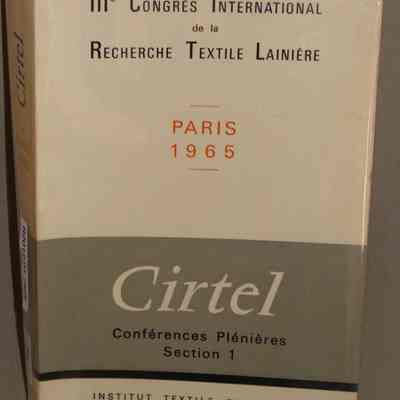 IIIe CONGRÈS INTERNATIONAL
de la
RECHERCHE TEXTILE LAINIÈRE
PARIS
1965
Cirtel
Conférences Plénières
Section 1
INSTITUT TEXTILE
Cirtel